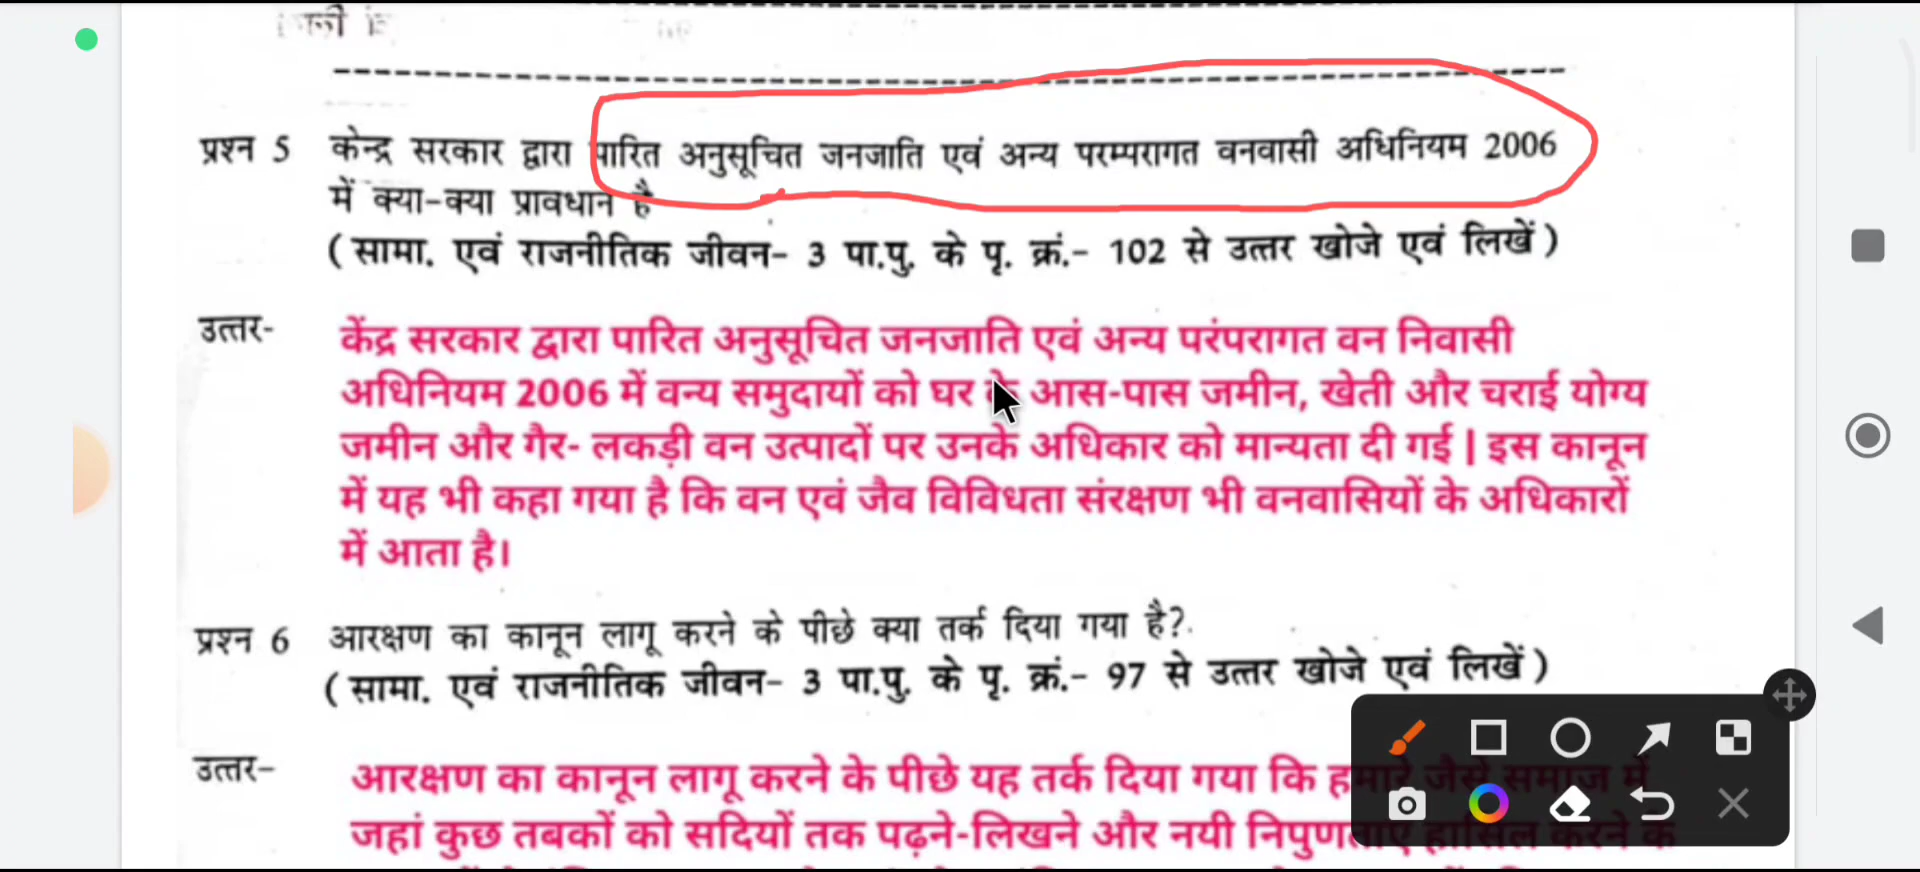 प्रश्न 5 केन्द्र सरकार द्वारा पारित अनुसूचित जनजाति एवं अन्य परम्परागत वनवासी अधिनियम 2006
में क्या-क्या प्रावधान है
( सामा. एवं राजनीतिक जीवन- 3 पा.पु. के पृ. क्रं.- 102 से उत्तर खोजे एवं लिखें )
उत्तर- केंद्र सरकार द्वारा पारित अनुसूचित जनजाति एवं अन्य परंपरागत वन निवासी
अधिनियम 2006 में वन्य समुदायों को घर के आस-पास जमीन, खेती और चराई योग्य
जमीन और गैर- लकड़ी वन उत्पादों पर उनके अधिकार को मान्यता दी गई | इस कानून
में यह भी कहा गया है कि वन एवं जैव विविधता संरक्षण भी वनवासियों के अधिकारों
में आता है।
प्रश्न 6 आरक्षण का कानून लागू करने के पीछे क्या तर्क दिया गया है?
( सामा. एवं राजनीतिक जीवन- 3 पा.पु. के पृ. क्रं.- 97 से उत्तर खोजे एवं लिखें )
उत्तर- आरक्षण का कानून लागू करने के पीछे यह तर्क दिया गया कि हमारे जैसे समाज में
जहां कुछ तबकों को सदियों तक पढ़ने-लिखने और नयी निपुणताएं हासिल करने के